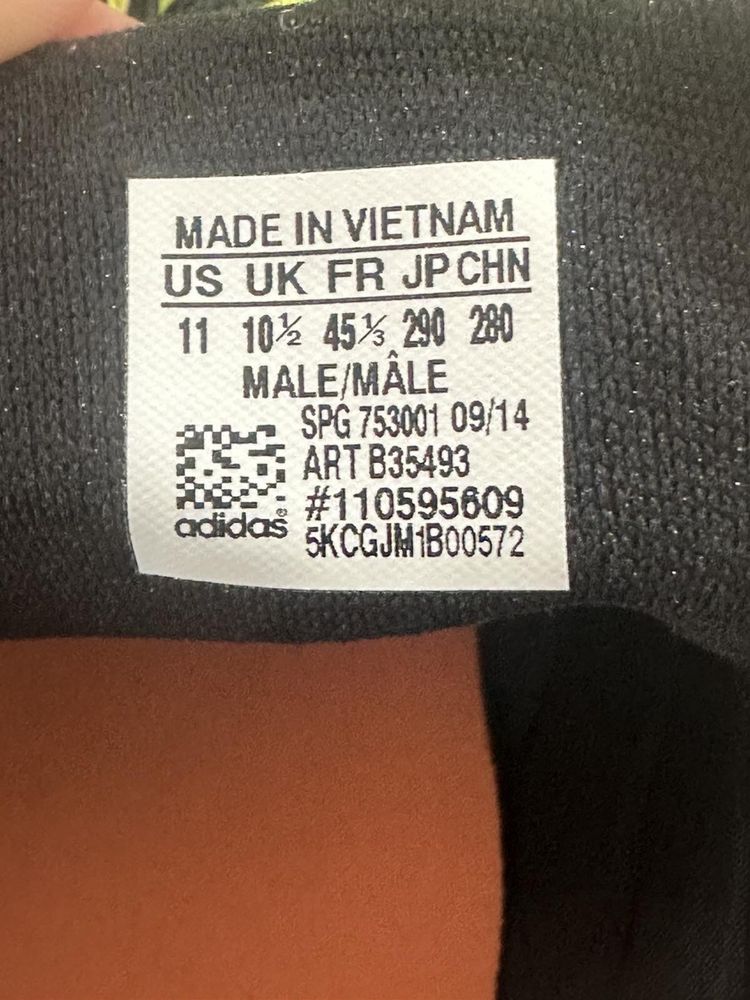 MADE IN VIETNAM
US UK FR JP CHN
11 10½ 45⅓ 290 280
MALE/MÂLE
SPG 753001 09/14
ART B35493
#110595609
adidas®
5KCGJM1B00572